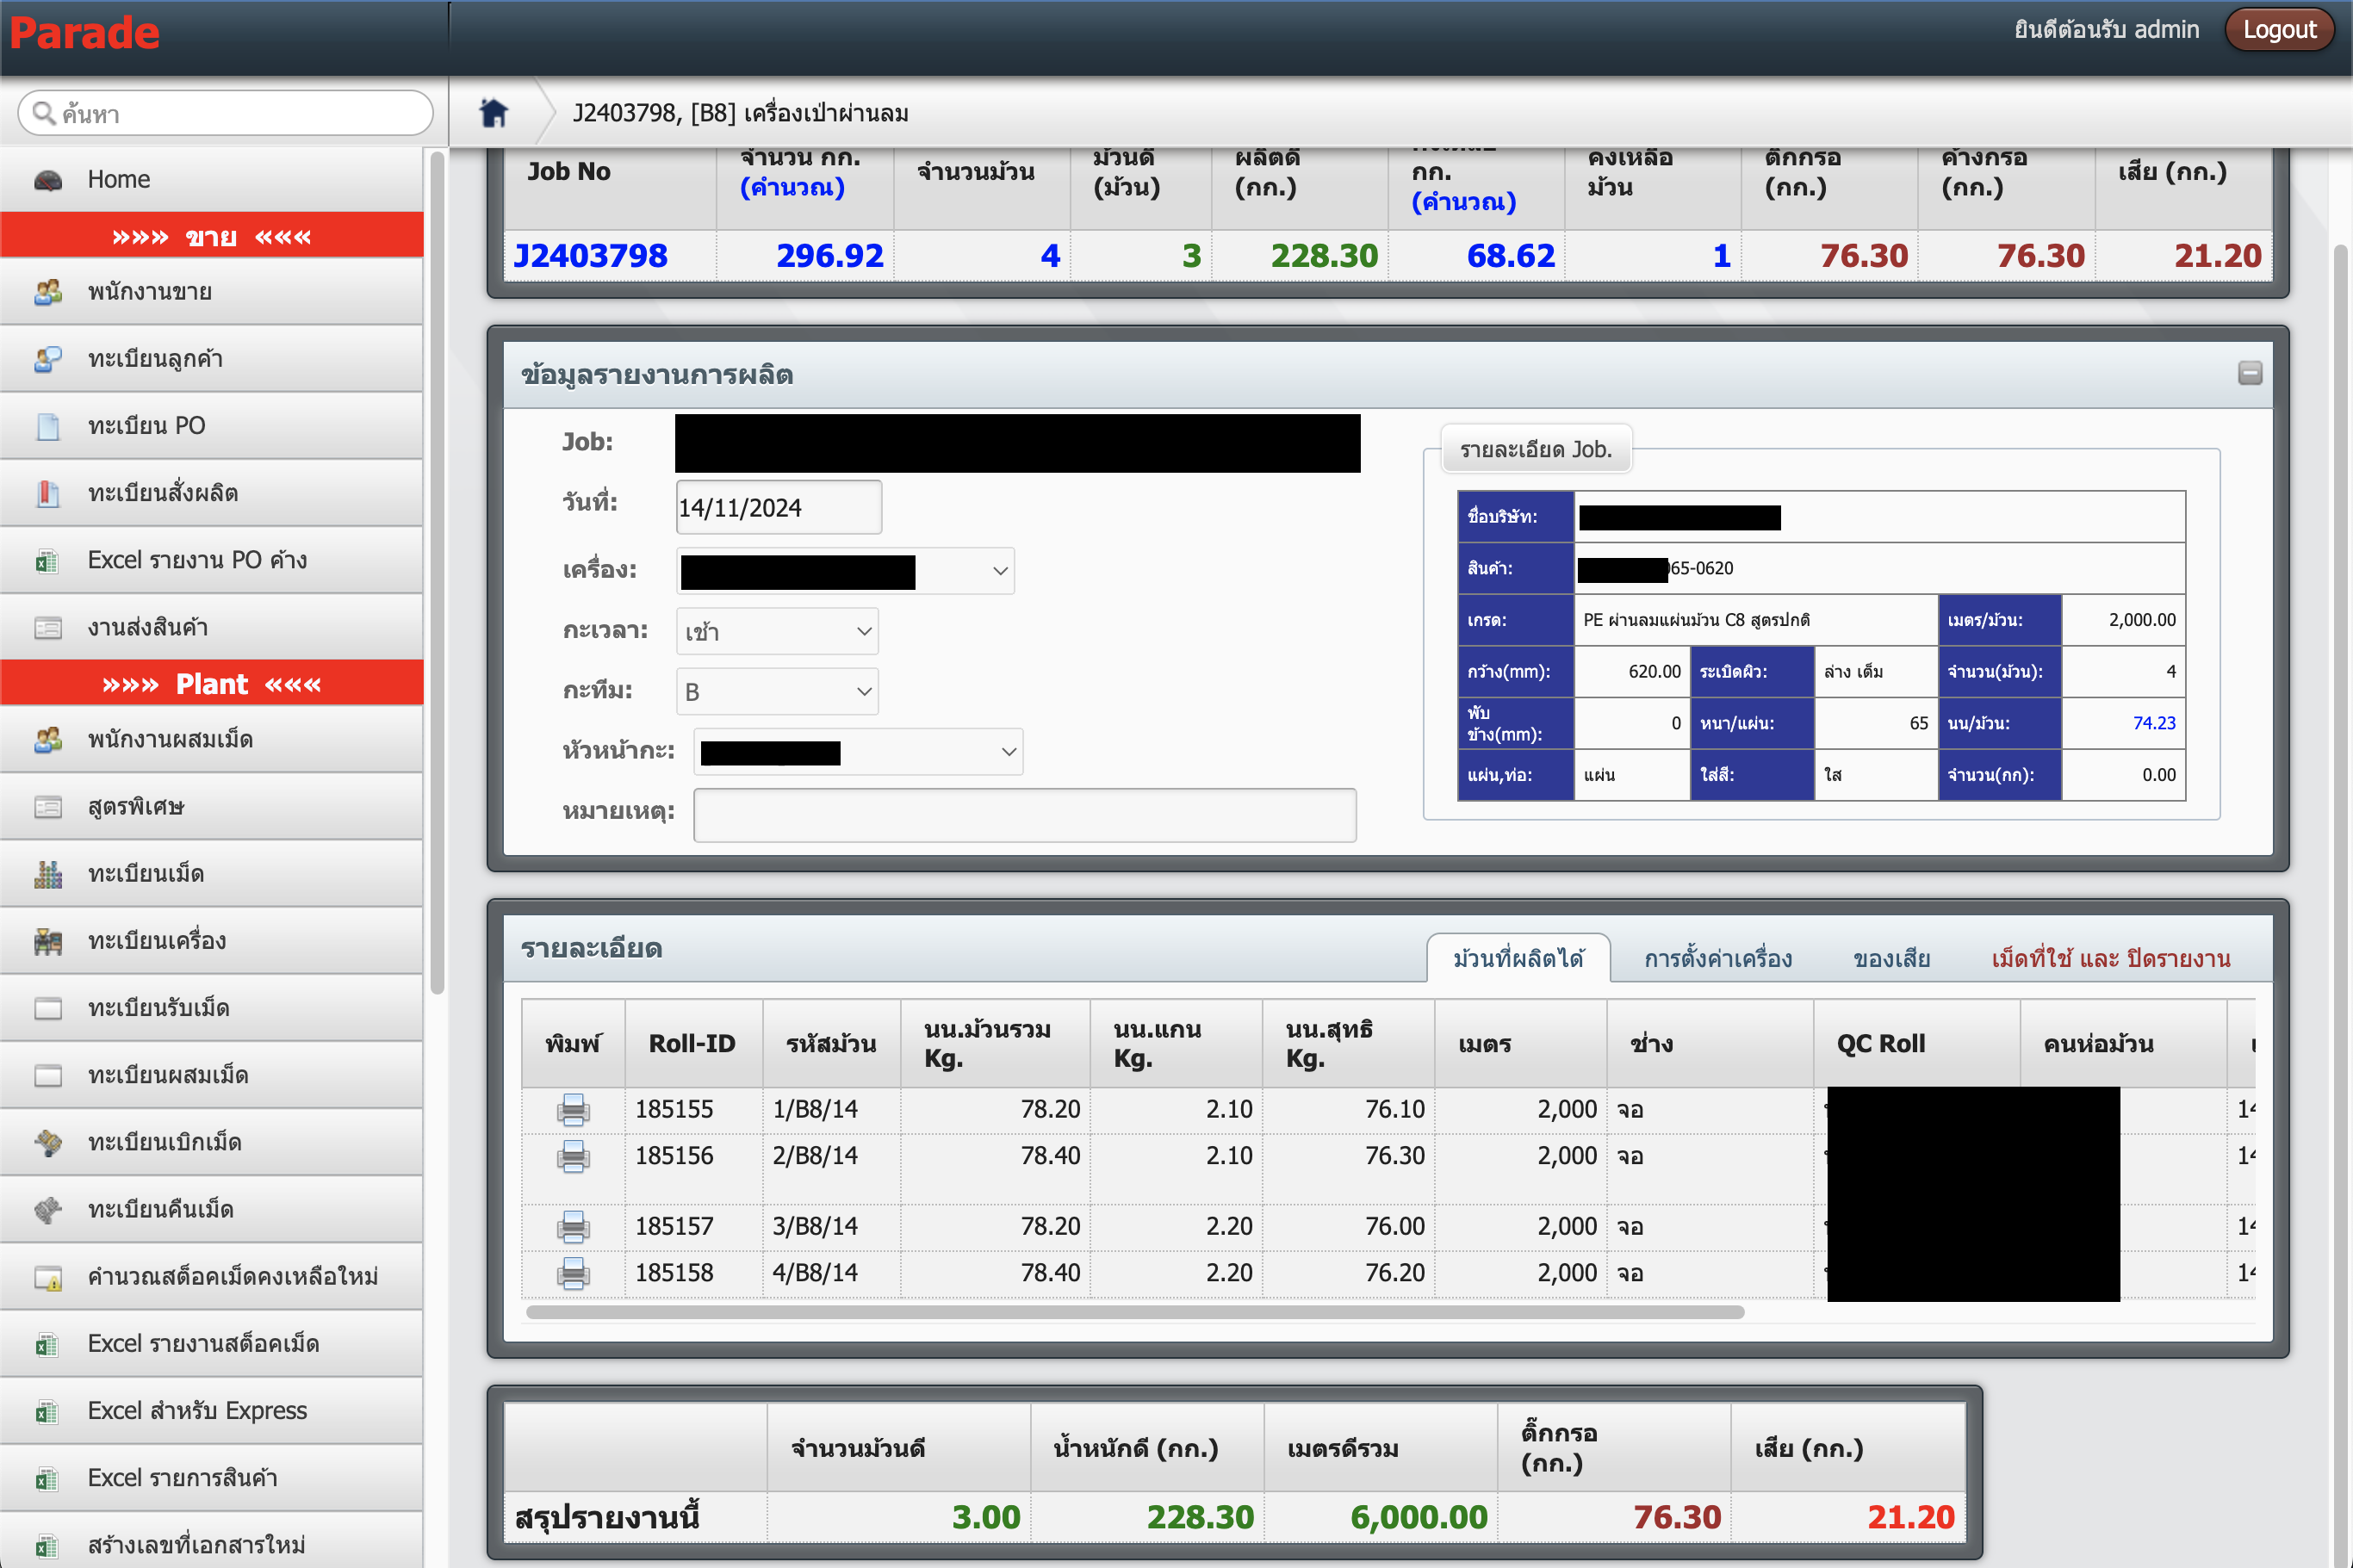 Parade
ยินดีต้อนรับ admin
Logout
ค้นหา
J2403798, [B8] เครื่องเป่าผ่านลม
Home
»»» ขาย «««
พนักงานขาย
ทะเบียนลูกค้า
ทะเบียน PO
ทะเบียนสั่งผลิต
Excel รายงาน PO ค้าง
งานส่งสินค้า
»»» Plant «««
พนักงานผสมเม็ด
สูตรพิเศษ
ทะเบียนเม็ด
ทะเบียนเครื่อง
ทะเบียนรับเม็ด
ทะเบียนผสมเม็ด
ทะเบียนเบิกเม็ด
ทะเบียนคืนเม็ด
คำนวณสต็อคเม็ดคงเหลือใหม่
Excel รายงานสต็อคเม็ด
Excel สำหรับ Express
Excel รายการสินค้า
สร้างเลขที่เอกสารใหม่
Job No
จำนวน กก. (คำนวณ)
จำนวนม้วน
ม้วนดี (ม้วน)
ผลิตดี (กก.)
กก. (คำนวณ)
คงเหลือ ม้วน
ติ๊กกรอ (กก.)
ค้างกรอ (กก.)
เสีย (กก.)
J2403798 296.92 4 3 228.30 68.62 1 76.30 76.30 21.20
ข้อมูลรายงานการผลิต
Job:
วันที่: 14/11/2024
เครื่อง:
กะเวลา: เช้า
กะทีม: B
หัวหน้ากะ:
หมายเหตุ:
รายละเอียด Job.
ชื่อบริษัท:
สินค้า: 65-0620
เกรด: PE ผ่านลมแผ่นม้วน C8 สูตรปกติ เมตร/ม้วน: 2,000.00
กว้าง(mm): 620.00 ระเบิดผิว: ล่าง เต็ม จำนวน(ม้วน): 4
พับ ข้าง(mm): 0 หนา/แผ่น: 65 นน/ม้วน: 74.23
แผ่น,ท่อ: แผ่น ใส่สี: ใส จำนวน(กก): 0.00
รายละเอียด
ม้วนที่ผลิตได้ การตั้งค่าเครื่อง ของเสีย เม็ดที่ใช้ และ ปิดรายงาน
พิมพ์ Roll-ID รหัสม้วน นน.ม้วนรวม Kg. นน.แกน Kg. นน.สุทธิ Kg. เมตร ช่าง QC Roll คนห่อม้วน
185155 1/B8/14 78.20 2.10 76.10 2,000 จอ
185156 2/B8/14 78.40 2.10 76.30 2,000 จอ
185157 3/B8/14 78.20 2.20 76.00 2,000 จอ
185158 4/B8/14 78.40 2.20 76.20 2,000 จอ
จำนวนม้วนดี น้ำหนักดี (กก.) เมตรดีรวม ติ๊กกรอ (กก.) เสีย (กก.)
สรุปรายงานนี้ 3.00 228.30 6,000.00 76.30 21.20